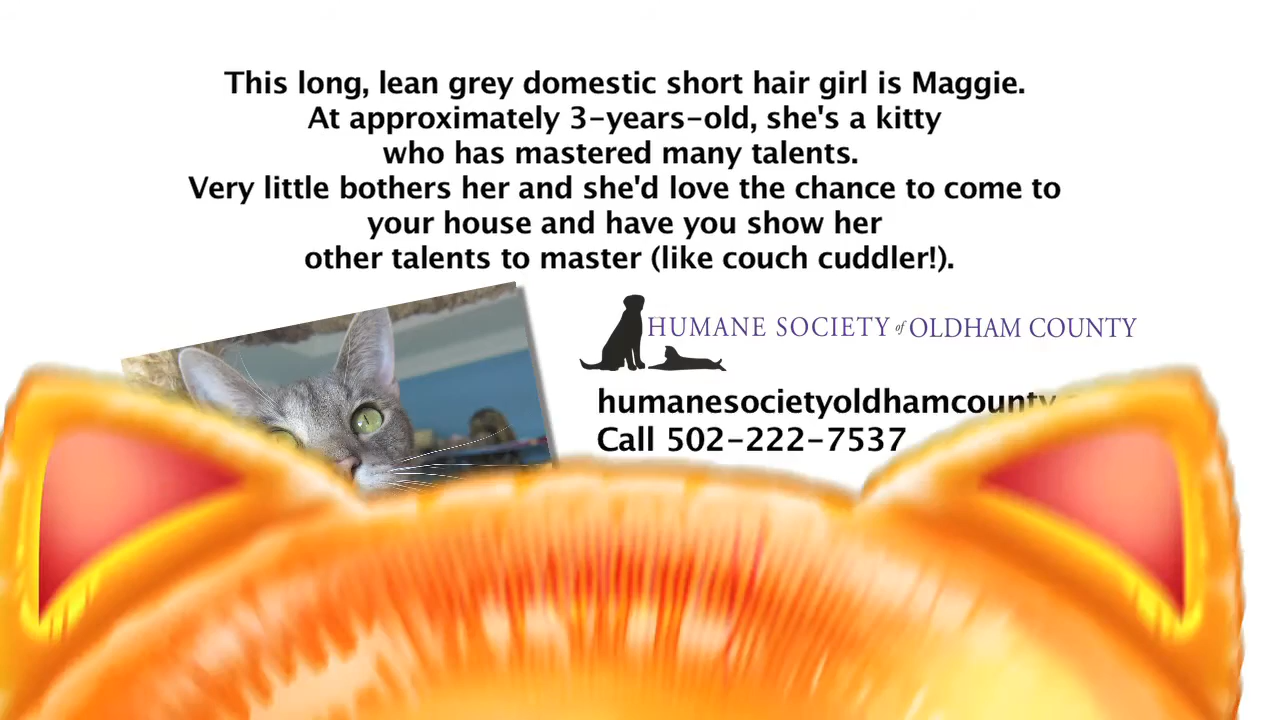 This long, lean grey domestic short hair girl is Maggie.
At approximately 3-years-old, she's a kitty
who has mastered many talents.
Very little bothers her and she'd love the chance to come to
your house and have you show her
other talents to master (like couch cuddler!).
HUMANE SOCIETY of OLDHAM COUNTY
humanesocietyoldhamcounty
Call 502-222-7537